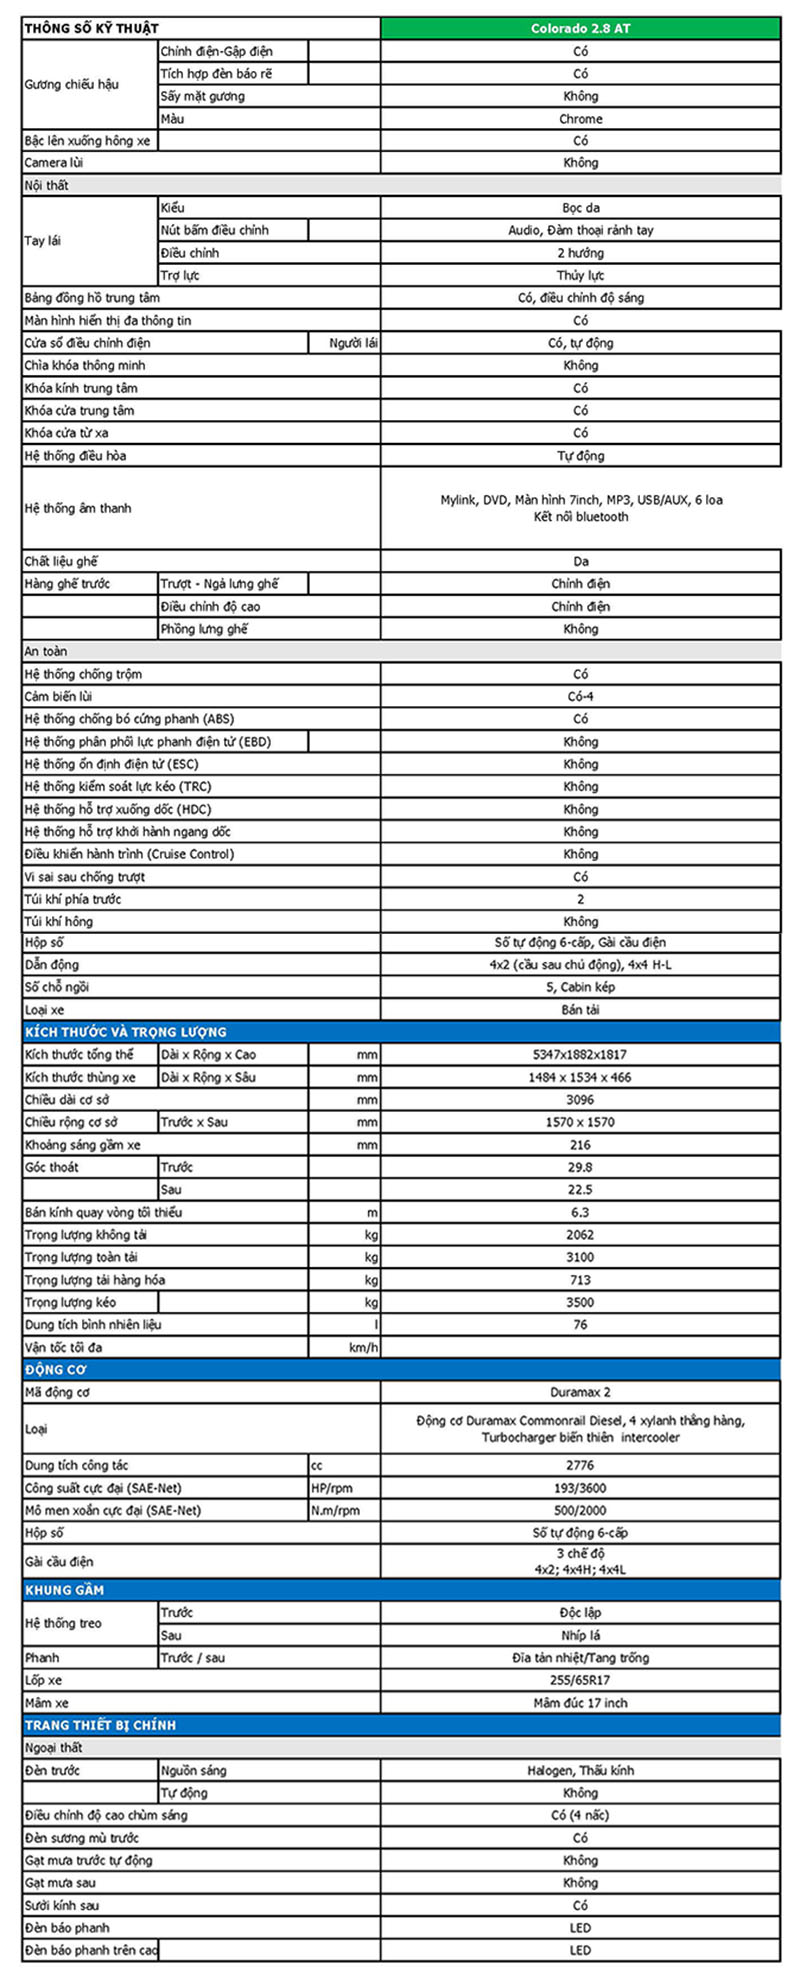 THÔNG SỐ KỸ THUẬT Colorado 2.8 AT
Gương chiếu hậu Chỉnh điện-Gập điện Có
Tích hợp đèn báo rẽ Có
Sấy mặt gương Không
Màu Chrome
Bậc lên xuống hông xe Có
Camera lùi Không
Nội thất
Tay lái Kiểu Bọc da
Nút bấm điều chỉnh Audio, Đàm thoại rảnh tay
Điều chỉnh 2 hướng
Trợ lực Thủy lực
Bảng đồng hồ trung tâm Có, điều chỉnh độ sáng
Màn hình hiển thị đa thông tin Có
Cửa sổ điều chỉnh điện Người lái Có, tự động
Chìa khóa thông minh Không
Khóa kính trung tâm Có
Khóa cửa trung tâm Có
Khóa cửa từ xa Có
Hệ thống điều hòa Tự động
Hệ thống âm thanh Mylink, DVD, Màn hình 7inch, MP3, USB/AUX, 6 loa
Kết nối bluetooth
Chất liệu ghế Da
Hàng ghế trước Trượt - Ngả lưng ghế Chỉnh điện
Điều chỉnh độ cao Chỉnh điện
Phồng lưng ghế Không
An toàn
Hệ thống chống trộm Có
Cảm biến lùi Có-4
Hệ thống chống bó cứng phanh (ABS) Có
Hệ thống phân phối lực phanh điện tử (EBD) Không
Hệ thống ổn định điện tử (ESC) Không
Hệ thống kiểm soát lực kéo (TRC) Không
Hệ thống hỗ trợ xuống dốc (HDC) Không
Hệ thống hỗ trợ khởi hành ngang dốc Không
Điều khiển hành trình (Cruise Control) Không
Vi sai sau chống trượt Có
Túi khí phía trước 2
Túi khí hông Không
Hộp số Số tự động 6-cấp, Gài cầu điện
Dẫn động 4x2 (cầu sau chủ động), 4x4 H-L
Số chỗ ngồi 5, Cabin kép
Loại xe Bán tải
KÍCH THƯỚC VÀ TRỌNG LƯỢNG
Kích thước tổng thể Dài x Rộng x Cao mm 5347x1882x1817
Kích thước thùng xe Dài x Rộng x Sâu mm 1484 x 1534 x 466
Chiều dài cơ sở mm 3096
Chiều rộng cơ sở Trước x Sau mm 1570 x 1570
Khoảng sáng gầm xe mm 216
Góc thoát Trước 29.8
Sau 22.5
Bán kính quay vòng tối thiểu m 6.3
Trọng lượng không tải kg 2062
Trọng lượng toàn tải kg 3100
Trọng lượng tải hàng hóa kg 713
Trọng lượng kéo kg 3500
Dung tích bình nhiên liệu l 76
Vận tốc tối đa km/h
ĐỘNG CƠ
Mã động cơ Duramax 2
Loại Động cơ Duramax Commonrail Diesel, 4 xylanh thẳng hàng,
Turbocharger biến thiên intercooler
Dung tích công tác cc 2776
Công suất cực đại (SAE-Net) HP/rpm 193/3600
Mô men xoắn cực đại (SAE-Net) N.m/rpm 500/2000
Hộp số Số tự động 6-cấp
Gài cầu điện 3 chế độ
4x2; 4x4H; 4x4L
KHUNG GẦM
Hệ thống treo Trước Độc lập
Sau Nhíp lá
Phanh Trước / sau Đĩa tản nhiệt/Tang trống
Lốp xe 255/65R17
Mâm xe Mâm đúc 17 inch
TRANG THIẾT BỊ CHÍNH
Ngoại thất
Đèn trước Nguồn sáng Halogen, Thấu kính
Tự động Không
Điều chỉnh độ cao chùm sáng Có (4 nấc)
Đèn sương mù trước Có
Gạt mưa trước tự động Không
Gạt mưa sau Không
Sưởi kính sau Có
Đèn báo phanh LED
Đèn báo phanh trên cao LED